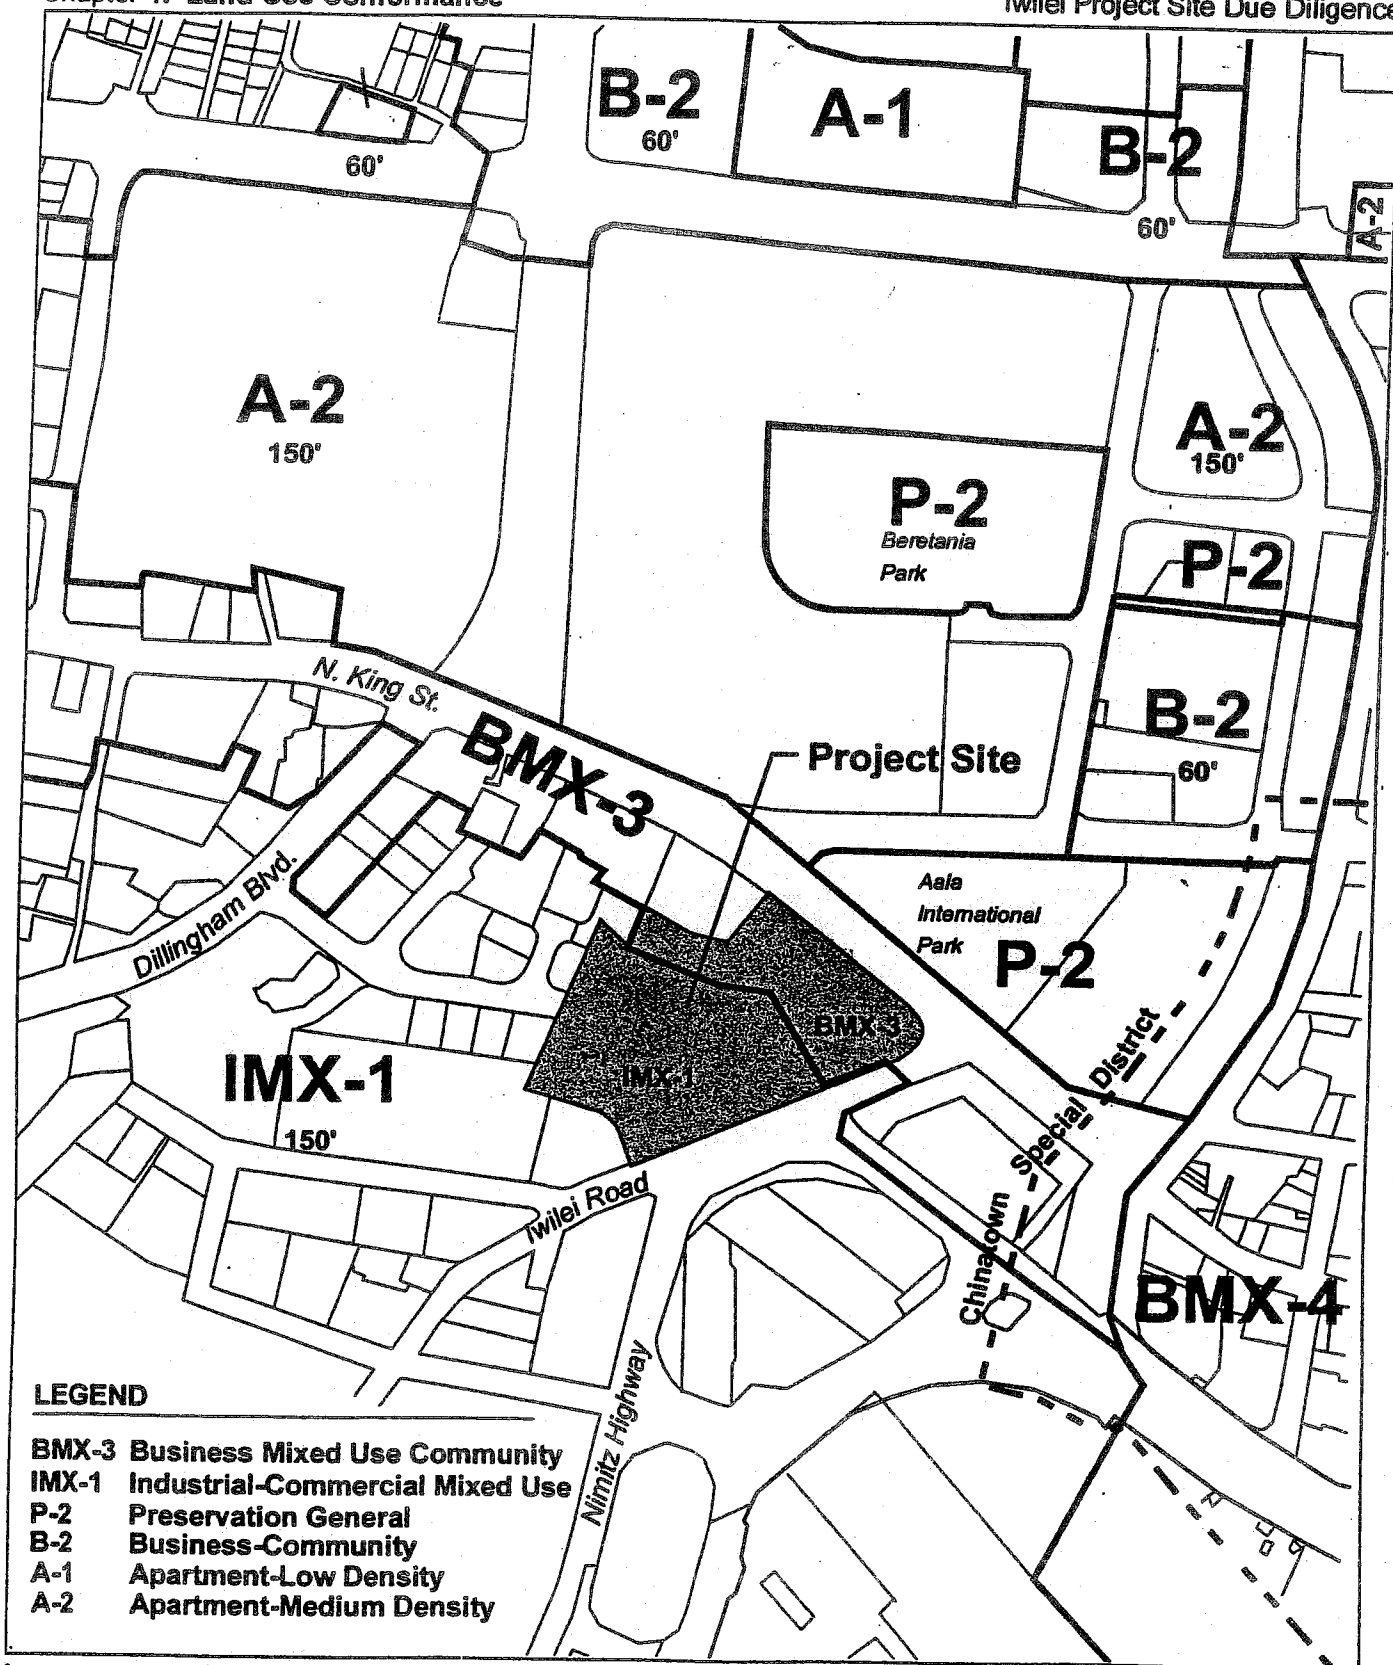 Chapter 4. Land Use Conformance
Iwilei Project Site Due Diligence
B-2
60'
A-1
B-2
60'
60'
A-2
A-2
150'
A-2
150'
P-2
Beretania
Park
P-2
N. King St.
B-2
60'
BMX-3
Project Site
Aala
International
Park
P-2
Dillingham Blvd.
BMX-3
IMX-1
IMX-1
150'
Chinatown Special District
Iwilei Road
BMX-4
Nimitz Highway
LEGEND
BMX-3 Business Mixed Use Community
IMX-1 Industrial-Commercial Mixed Use
P-2 Preservation General
B-2 Business-Community
A-1 Apartment-Low Density
A-2 Apartment-Medium Density